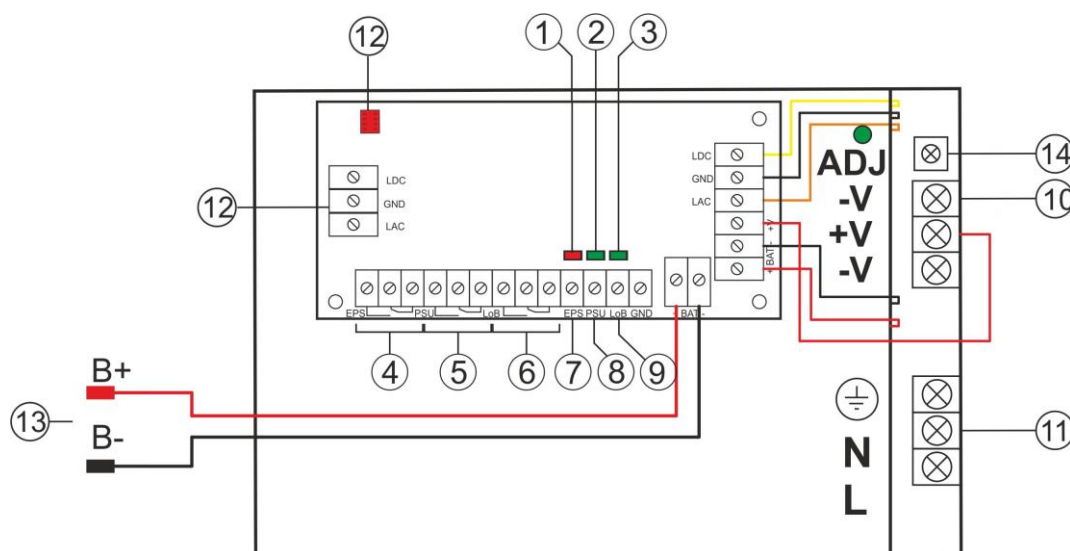 12
1
2
3
LDC
GND
LAC
LDC
GND
LAC
+V
+ BAT -
12
ADJ
-V
+V
-V
14
10
EPS
PSU
LoB
EPS PSU LoB GND
+ BAT -
4
5
6
7
8
9
B+
B-
13
N
L
11